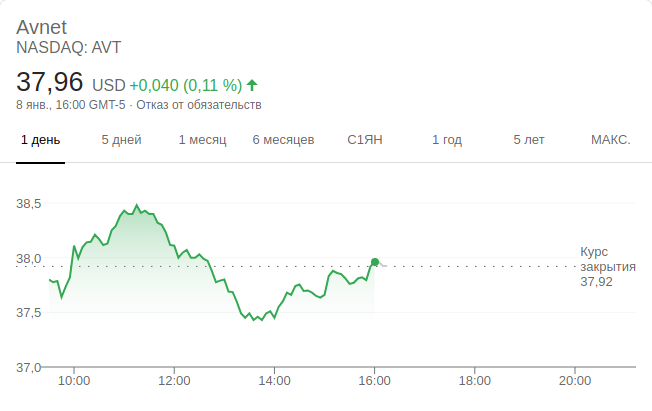 Avnet
NASDAQ: AVT
37,96 USD +0,040 (0,11 %)
8 янв., 16:00 GMT-5 · Отказ от обязательств
1 день 5 дней 1 месяц 6 месяцев С1ЯН 1 год 5 лет МАКС.
38,5
38,0
37,5
37,0
Курс
закрытия
37,92
10:00 12:00 14:00 16:00 18:00 20:00